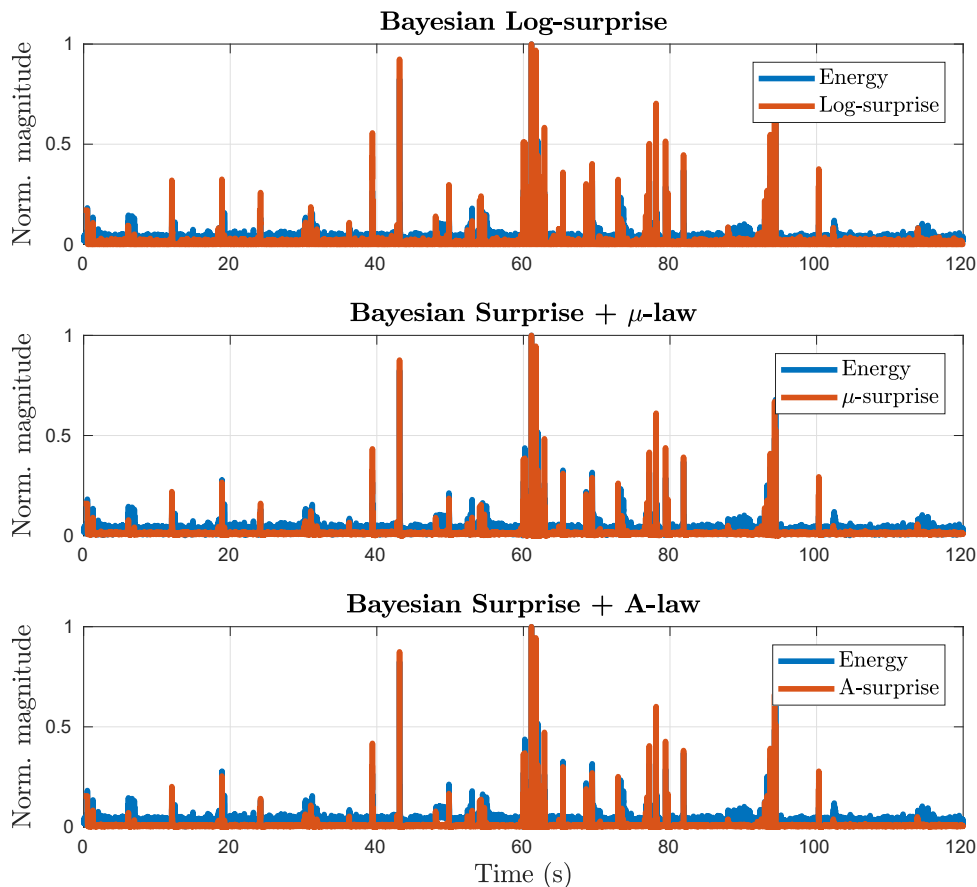 Bayesian Log-surprise
Norm. magnitude
1
0.5
0
Energy
Log-surprise
0 20 40 60 80 100 120
Bayesian Surprise + μ-law
Norm. magnitude
1
0.5
0
Energy
μ-surprise
0 20 40 60 80 100 120
Bayesian Surprise + A-law
Norm. magnitude
1
0.5
0
Energy
A-surprise
0 20 40 60 80 100 120
Time (s)